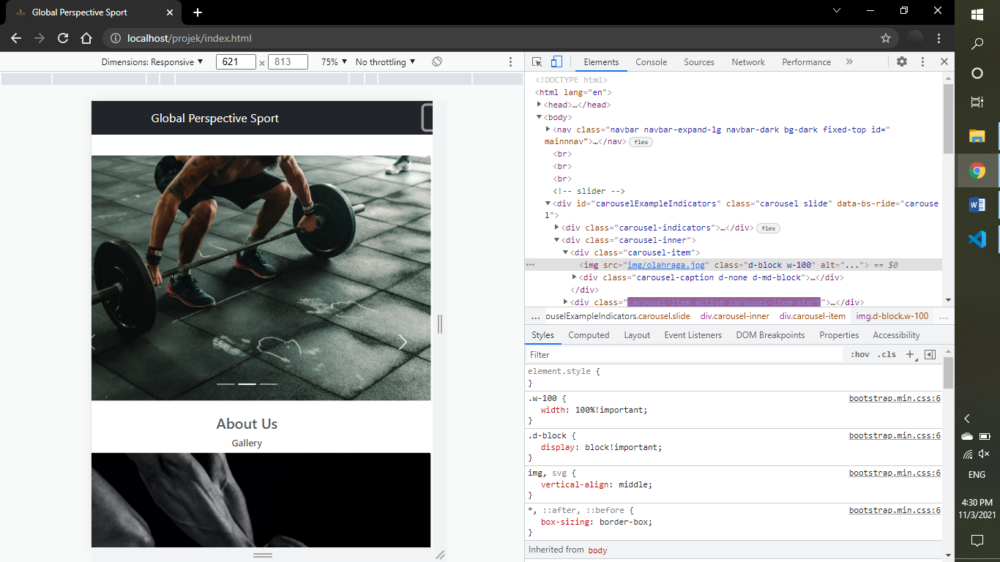 Global Perspective Sport
localhost/projek/index.html
Dimensions: Responsive ▼ 621 × 813 75% ▼ No throttling ▼
Elements Console Sources Network Performance »
<!DOCTYPE html>
<html lang="en">
▶<head>…</head>
▼<body>
▶<nav class="navbar navbar-expand-lg navbar-dark bg-dark fixed-top id="
mainnnav">…</nav> flex
<br>
<br>
<br>
<!-- slider -->
▼<div id="carouselExampleIndicators" class="carousel slide" data-bs-ride="carouse
l">
▶<div class="carousel-indicators">…</div> flex
▼<div class="carousel-inner">
▼<div class="carousel-item">
… <img src="img/olahraga.jpg" class="d-block w-100" alt="..."> == $0
▶<div class="carousel-caption d-none d-md-block">…</div>
</div>
▶<div class="carousel-item active carousel-item-start">…</div>
… ouselExampleIndicators.carousel.slide div.carousel-inner div.carousel-item img.d-block.w-100 …
Styles Computed Layout Event Listeners DOM Breakpoints Properties Accessibility
Filter :hov .cls +
element.style {
}
.w-100 { bootstrap.min.css:6
width: 100%!important;
}
.d-block { bootstrap.min.css:6
display: block!important;
}
img, svg { bootstrap.min.css:6
vertical-align: middle;
}
*, ::after, ::before { bootstrap.min.css:6
box-sizing: border-box;
}
Inherited from body
Global Perspective Sport
About Us
Gallery
ENG
4:30 PM
11/3/2021